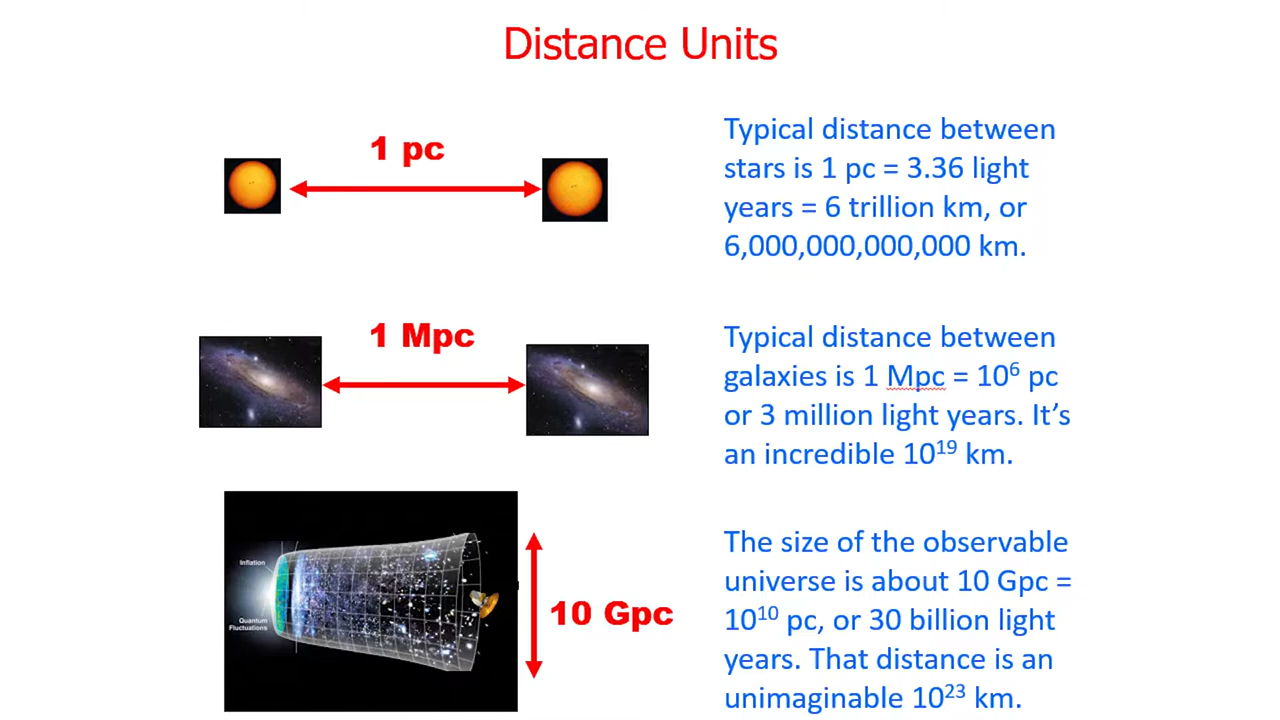 Distance Units
1 pc
Typical distance between
stars is 1 pc = 3.36 light
years = 6 trillion km, or
6,000,000,000,000 km.
1 Mpc
Typical distance between
galaxies is 1 Mpc = 10⁶ pc
or 3 million light years. It’s
an incredible 10¹⁹ km.
Inflation
Quantum
Fluctuations
10 Gpc
The size of the observable
universe is about 10 Gpc =
10¹⁰ pc, or 30 billion light
years. That distance is an
unimaginable 10²³ km.